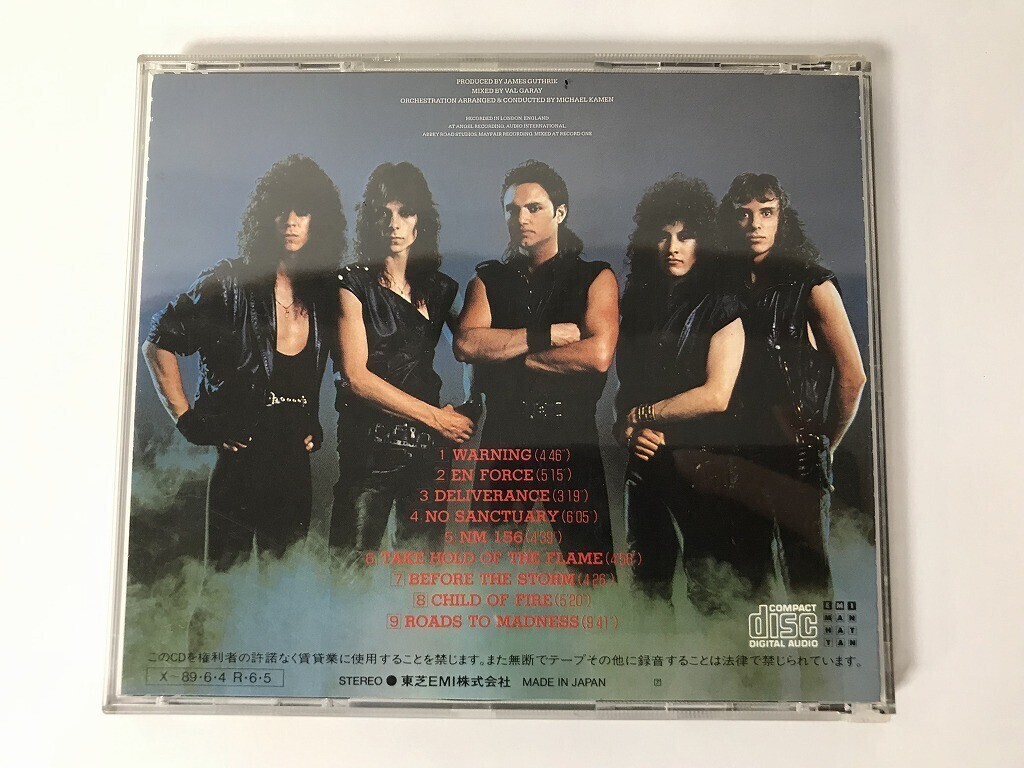 PRODUCED BY JAMES GUTHRIE
MIXED BY VAL GARAY
ORCHESTRATION ARRANGED & CONDUCTED BY MICHAEL KAMEN
RECORDED IN LONDON, ENGLAND
AT ANGEL RECORDING, AUDIO INTERNATIONAL,
ABBEY ROAD STUDIOS, MAYFAIR RECORDING. MIXED AT RECORD ONE
1 WARNING (4'46")
2 EN FORCE (5'15")
3 DELIVERANCE (3'19")
4 NO SANCTUARY (6'05")
5 NM 156 (4'39")
6 TAKE HOLD OF THE FLAME (4'58")
7 BEFORE THE STORM (4'26")
8 CHILD OF FIRE (5'20")
9 ROADS TO MADNESS (9'41")
COMPACT
disc
DIGITAL AUDIO
EMI
MAN
HAT
TAN
このCDを権利者の許諾なく賃貸業に使用することを禁じます。また無断でテープその他に録音することは法律で禁じられています。
X-89・6・4 R・6・5
STEREO ● 東芝EMI株式会社 MADE IN JAPAN